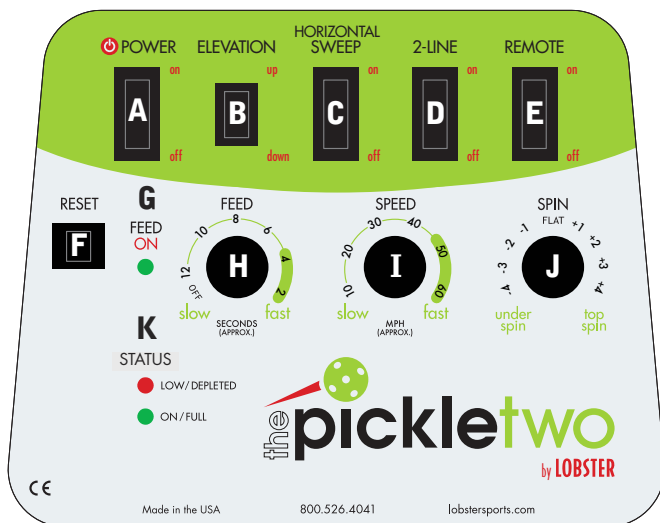 POWER ELEVATION HORIZONTAL SWEEP 2-LINE REMOTE
on up on on on
A B C D E
off down off off off
RESET G FEED SPEED SPIN
FEED ON
F H I J
OFF 12 10 8 6 4 2
10 20 30 40 50 60
-4 -3 -2 -1 FLAT +1 +2 +3 +4
slow fast slow fast under spin top spin
SECONDS (APPROX.) MPH (APPROX.)
K
STATUS
LOW/DEPLETED
ON/FULL
the pickletwo
by LOBSTER
CE
Made in the USA 800.526.4041 lobstersports.com